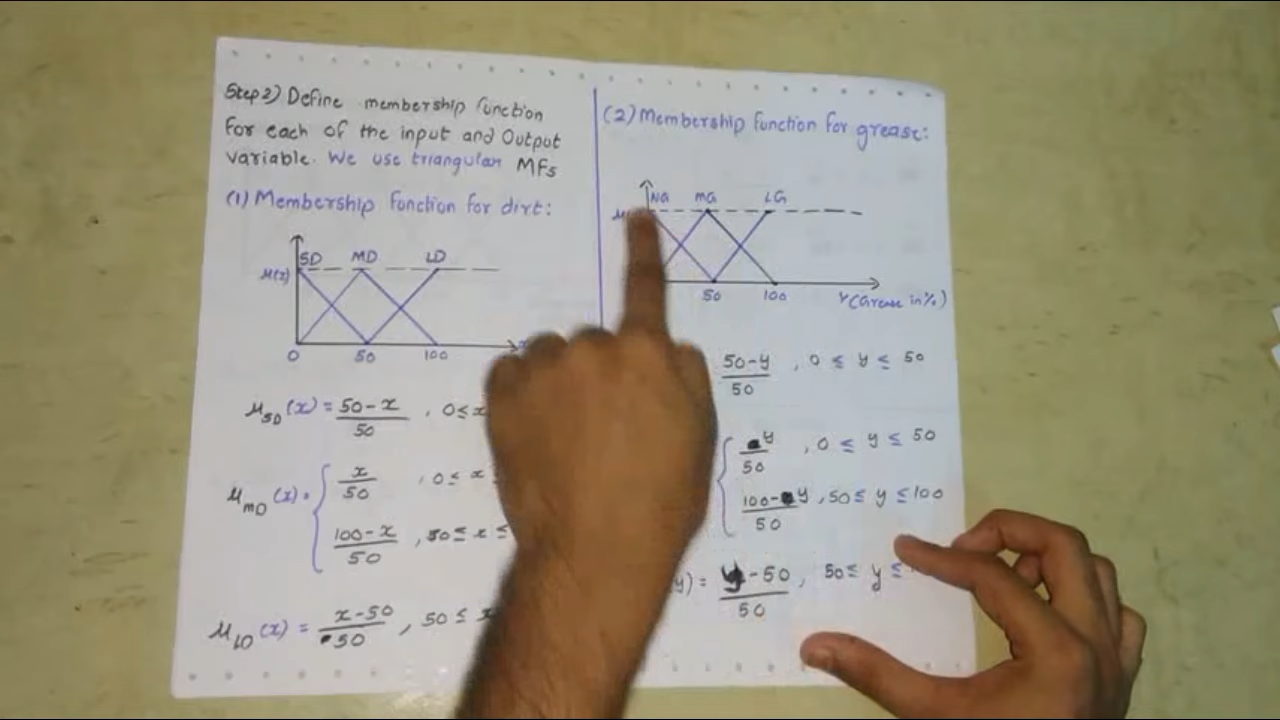 Step2) Define membership function
for each of the input and Output
variable. We use triangular MFs
(1) Membership Function for dirt:
SD MD LD
μ(x)
0 50 100 x
μSD(x) = 50-x / 50 , 0≤x
μMD(x) = { x / 50 , 0≤ x ≤
100-x / 50 , 50≤ x ≤
μLD(x) = x-50 / 50 , 50 ≤ x
(2) Membership function for grease:
NG MG LG
μ
50 100 Y(Grease in %)
50-y / 50 , 0 ≤ y ≤ 50
{ y / 50 , 0 ≤ y ≤ 50
100-y / 50 , 50 ≤ y ≤ 100
y) = y-50 / 50 , 50≤ y ≤